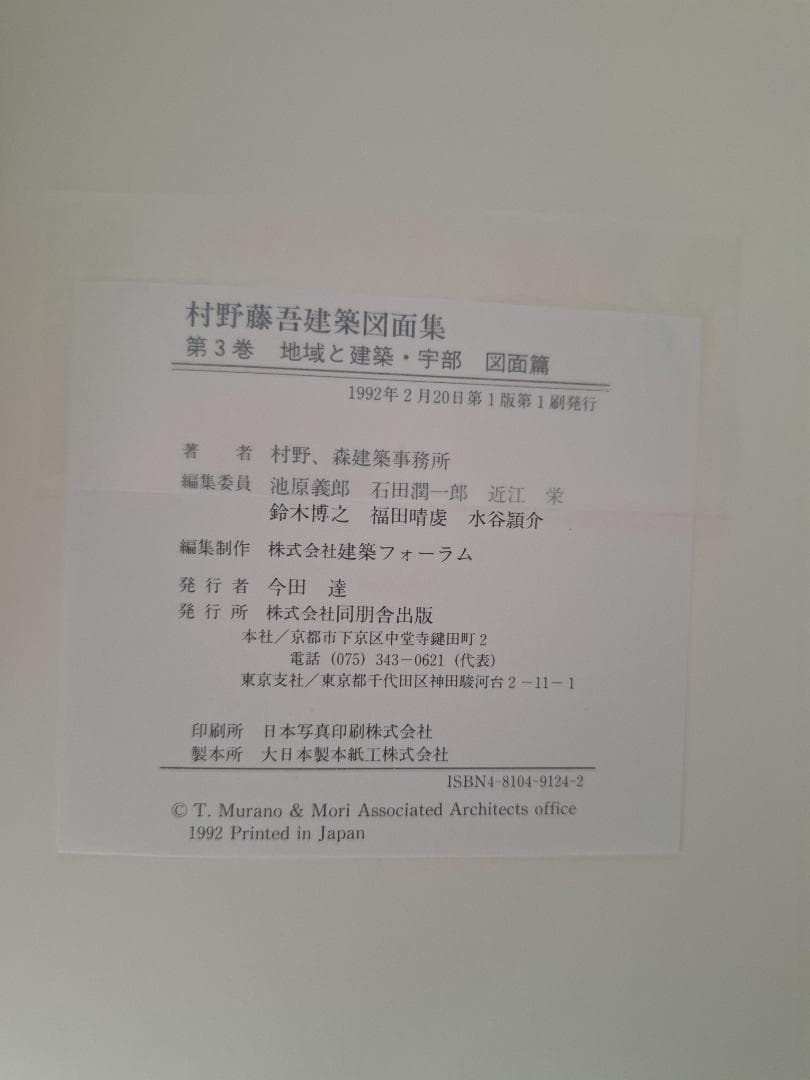 村野藤吾建築図面集
第3巻 地域と建築・宇部 図面篇
1992年2月20日第1版第1刷発行
著者 村野、森建築事務所
編集委員 池原義郎 石田潤一郎 近江 栄
鈴木博之 福田晴虔 水谷頴介
編集制作 株式会社建築フォーラム
発行者 今田 達
発行所 株式会社同朋舎出版
本社/京都市下京区中堂寺鍵田町2
電話 (075) 343-0621 (代表)
東京支社/東京都千代田区神田駿河台2-11-1
印刷所 日本写真印刷株式会社
製本所 大日本製本紙工株式会社
ISBN4-8104-9124-2
© T. Murano & Mori Associated Architects office
1992 Printed in Japan